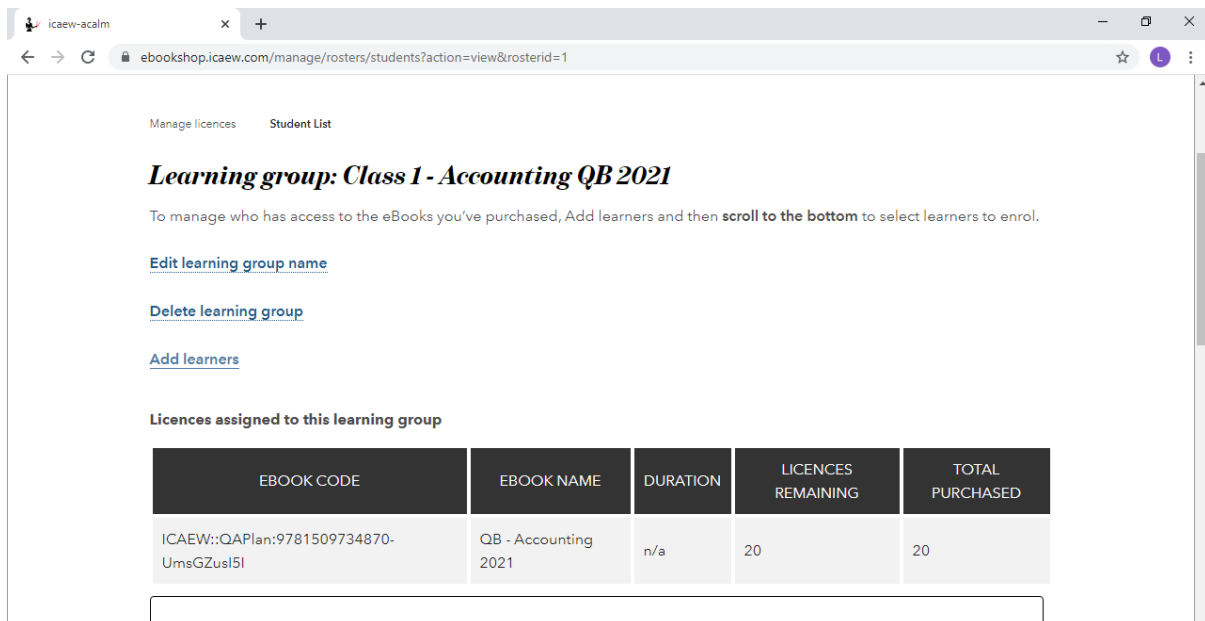 icaew-acalm
ebookshop.icaew.com/manage/rosters/students?action=view&rosterid=1
L
Manage licences Student List
Learning group: Class 1 - Accounting QB 2021
To manage who has access to the eBooks you've purchased, Add learners and then scroll to the bottom to select learners to enrol.
Edit learning group name
Delete learning group
Add learners
Licences assigned to this learning group
EBOOK CODE EBOOK NAME DURATION LICENCES REMAINING TOTAL PURCHASED
ICAEW::QAPlan:9781509734870-
UmsGZusI5I
QB - Accounting
2021
n/a
20
20